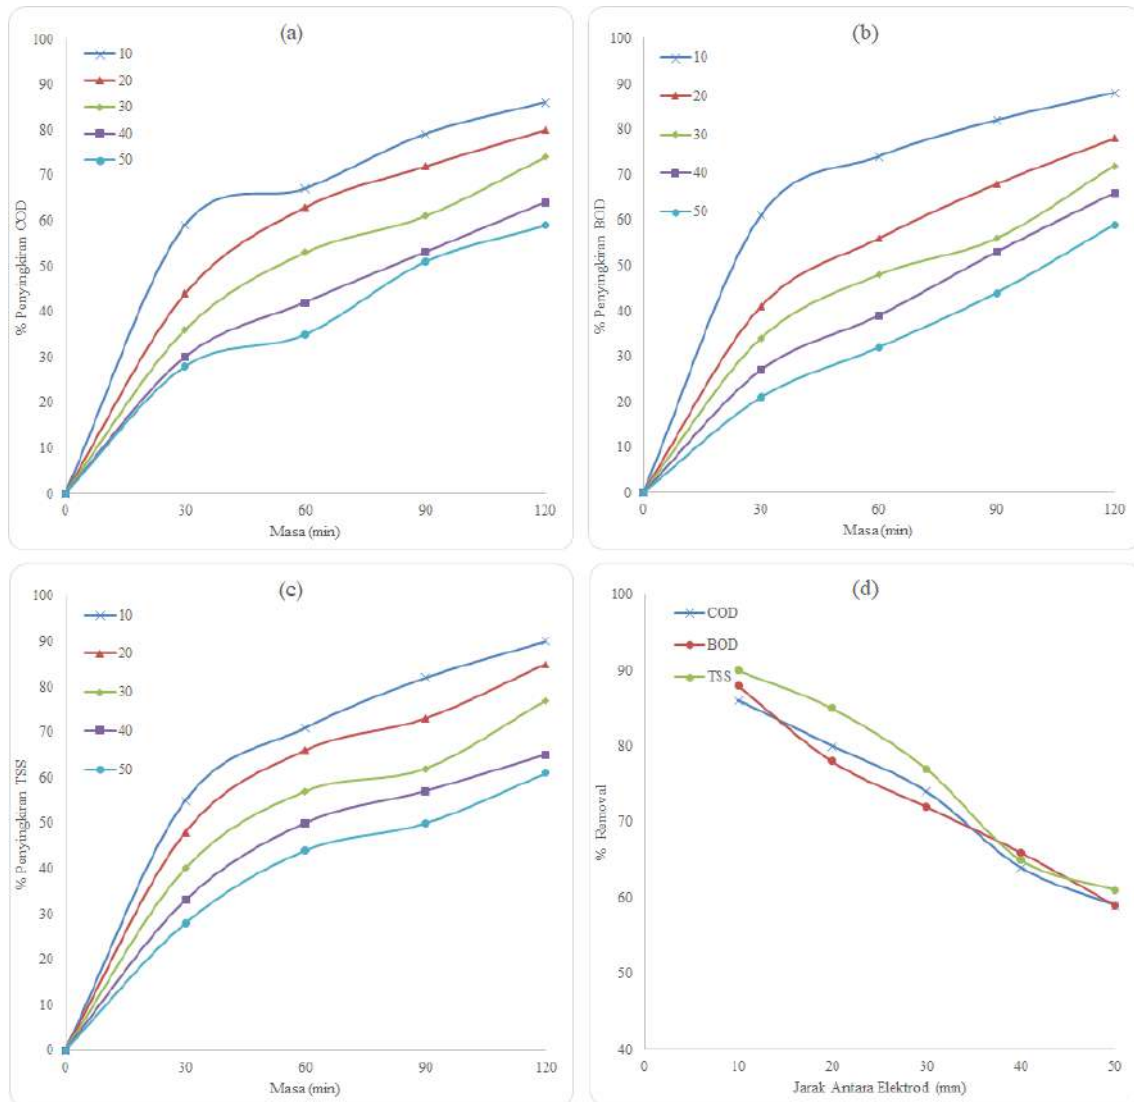 (a)
% Penyingkiran COD
100
90
80
70
60
50
40
30
20
10
0
10
20
30
40
50
0 30 60 90 120
Masa (min)
(b)
% Penyingkiran BOD
100
90
80
70
60
50
40
30
20
10
0
10
20
30
40
50
0 30 60 90 120
Masa (min)
(c)
% Penyingkiran TSS
100
90
80
70
60
50
40
30
20
10
0
10
20
30
40
50
0 30 60 90 120
Masa (min)
(d)
% Removal
100
90
80
70
60
50
40
COD
BOD
TSS
0 10 20 30 40 50
Jarak Antara Elektrod (mm)